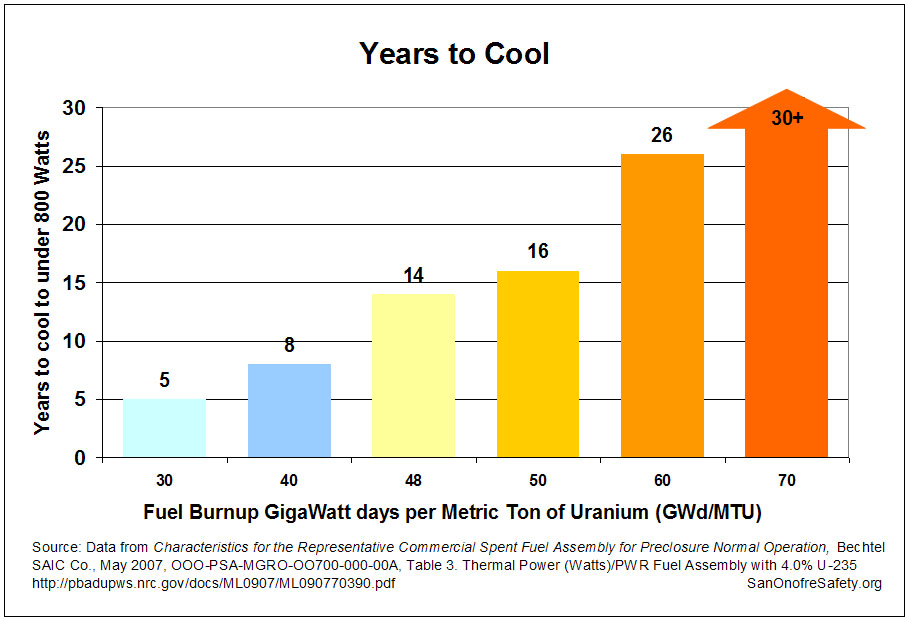 Years to Cool
Years to cool to under 800 Watts
30
25
20
15
10
5
0
5
8
14
16
26
30+
30
40
48
50
60
70
Fuel Burnup GigaWatt days per Metric Ton of Uranium (GWd/MTU)
Source: Data from Characteristics for the Representative Commercial Spent Fuel Assembly for Preclosure Normal Operation, Bechtel
SAIC Co., May 2007, OOO-PSA-MGRO-OO700-000-00A, Table 3. Thermal Power (Watts)/PWR Fuel Assembly with 4.0% U-235
http://pbadupws.nrc.gov/docs/ML0907/ML090770390.pdf
SanOnofreSafety.org